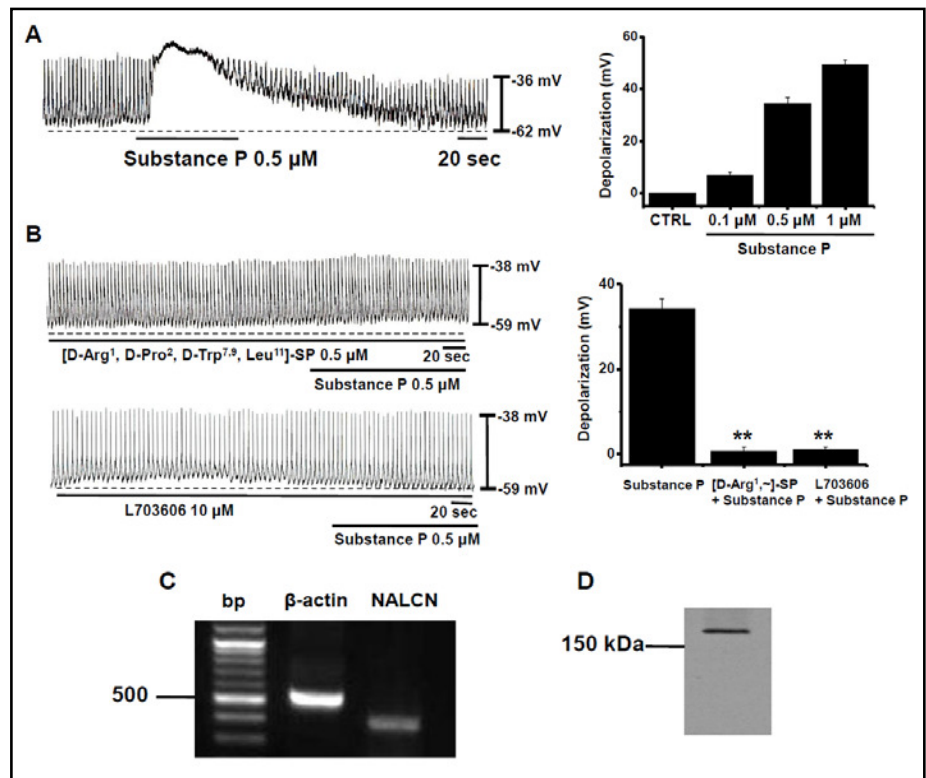 A
-36 mV
-62 mV
Substance P 0.5 µM
20 sec
Depolarization (mV)
60
40
20
0
CTRL 0.1 µM 0.5 µM 1 µM
Substance P
B
-38 mV
-59 mV
[D-Arg¹, D-Pro², D-Trp⁷,⁹, Leu¹¹]-SP 0.5 µM
20 sec
Substance P 0.5 µM
-38 mV
-59 mV
L703606 10 µM
20 sec
Substance P 0.5 µM
Depolarization (mV)
40
20
0
** **
Substance P [D-Arg¹,~]-SP L703606
+ Substance P + Substance P
C
bp β-actin NALCN
500
D
150 kDa